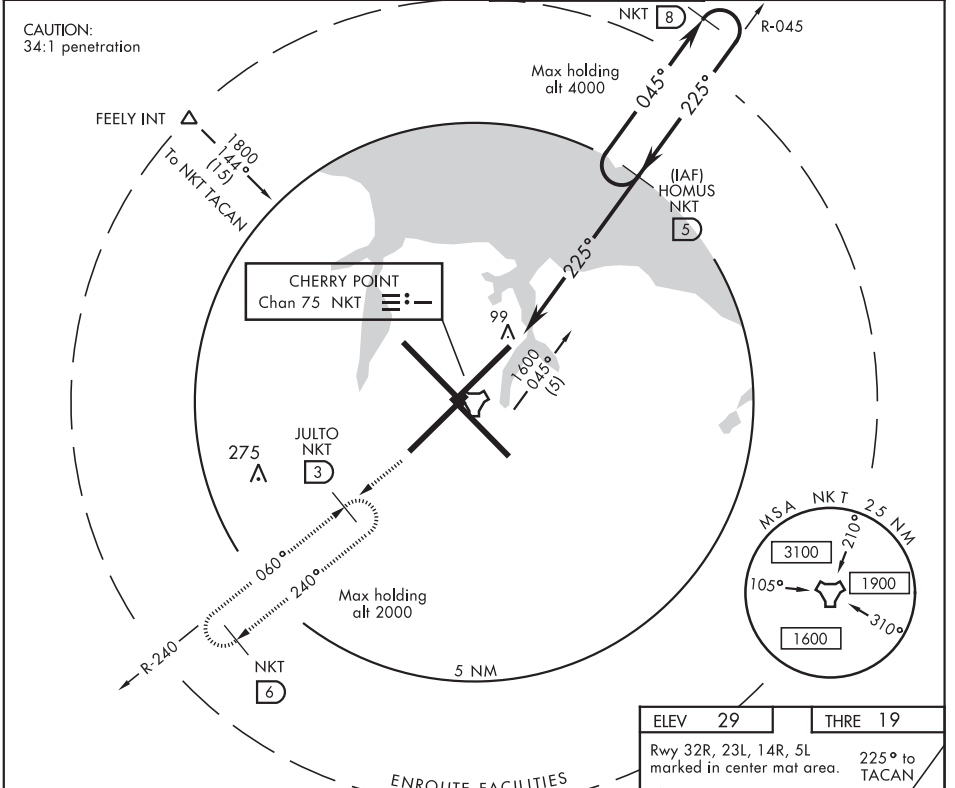 CAUTION:
34:1 penetration
NKT 8
R-045
Max holding
alt 4000
045°
225°
FEELY INT
1800
144°
(15)
To NKT TACAN
(IAF)
HOMUS
NKT
5
225°
CHERRY POINT
Chan 75 NKT
99
1600
045°
(5)
JULTO
NKT
3
275
060°
240°
Max holding
alt 2000
R-240
NKT
6
5 NM
MSA NKT 25 NM
210°
3100
105°
1900
310°
1600
ELEV 29
THRE 19
Rwy 32R, 23L, 14R, 5L
marked in center mat area.
225° to
TACAN
ENROUTE FACILITIES